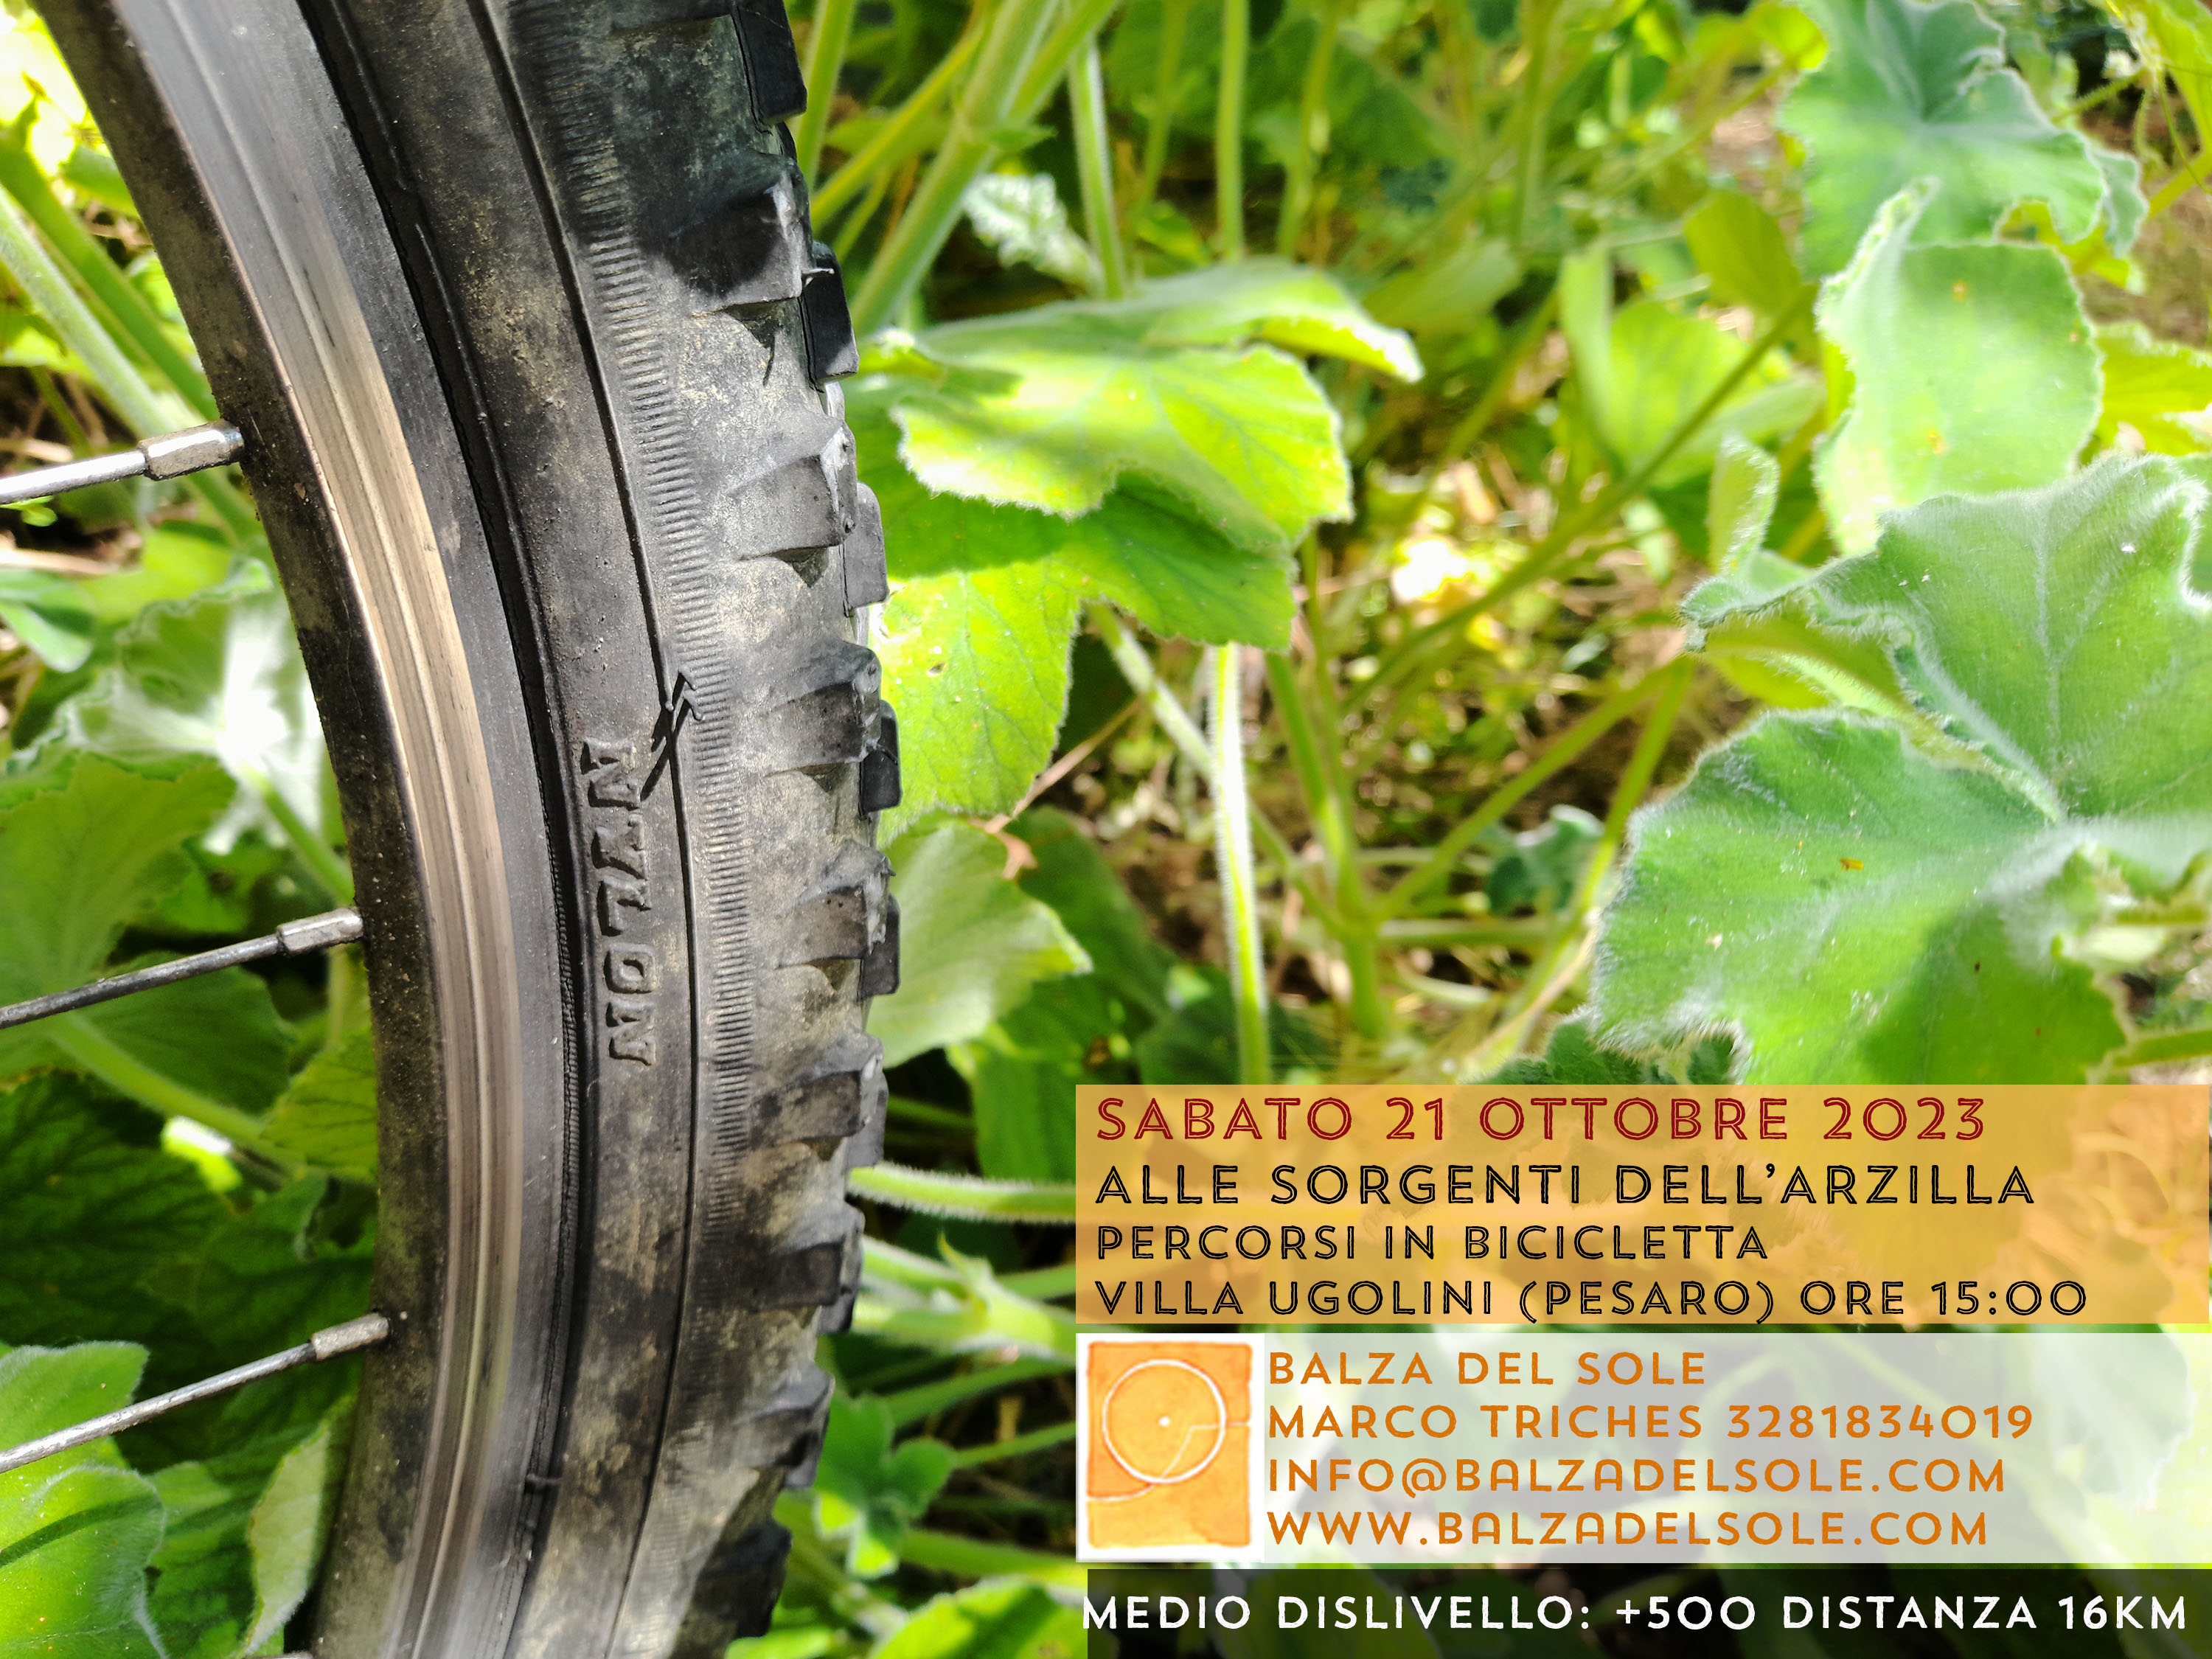 NYLON
SABATO 21 OTTOBRE 2023
ALLE SORGENTI DELL'ARZILLA
PERCORSI IN BICICLETTA
VILLA UGOLINI (PESARO) ORE 15:00
BALZA DEL SOLE
MARCO TRICHES 3281834019
INFO@BALZADELSOLE.COM
WWW.BALZADELSOLE.COM
MEDIO DISLIVELLO: +500 DISTANZA 16KM